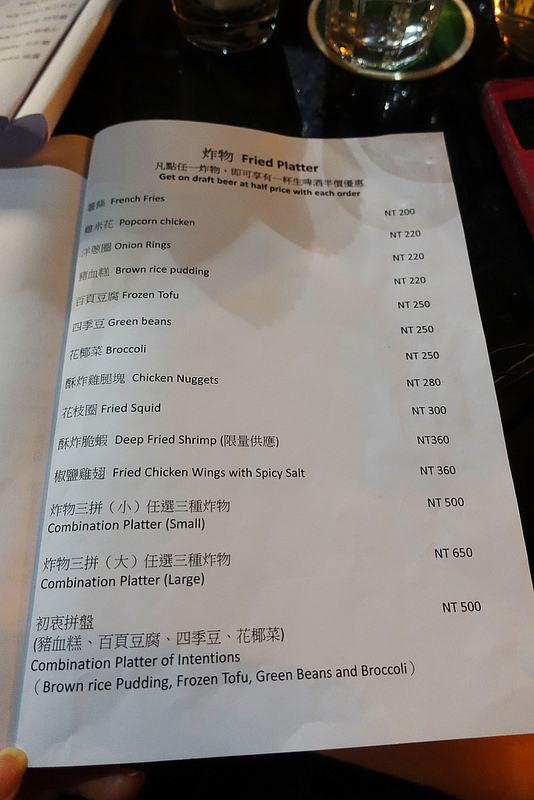 炸物 Fried Platter
凡點任一炸物，即可享有一杯生啤酒半價優惠
Get on draft beer at half price with each order
薯條 French Fries NT 200
雞米花 Popcorn chicken NT 220
洋蔥圈 Onion Rings NT 220
豬血糕 Brown rice pudding NT 220
百頁豆腐 Frozen Tofu NT 250
四季豆 Green beans NT 250
花椰菜 Broccoli NT 250
酥炸雞腿塊 Chicken Nuggets NT 280
花枝圈 Fried Squid NT 300
酥炸脆蝦 Deep Fried Shrimp (限量供應) NT360
椒鹽雞翅 Fried Chicken Wings with Spicy Salt NT 360
炸物三拼（小）任選三種炸物 NT 500
Combination Platter (Small)
炸物三拼（大）任選三種炸物 NT 650
Combination Platter (Large)
初衷拼盤 NT 500
(豬血糕、百頁豆腐、四季豆、花椰菜)
Combination Platter of Intentions
（Brown rice Pudding, Frozen Tofu, Green Beans and Broccoli）